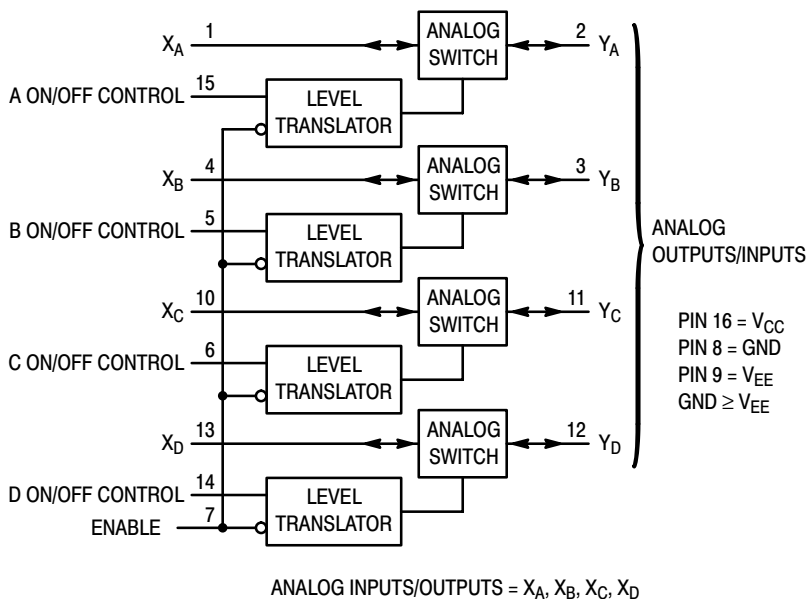 X_A 1 ANALOG SWITCH 2 Y_A
A ON/OFF CONTROL 15 LEVEL TRANSLATOR
X_B 4 ANALOG SWITCH 3 Y_B
B ON/OFF CONTROL 5 LEVEL TRANSLATOR
X_C 10 ANALOG SWITCH 11 Y_C
C ON/OFF CONTROL 6 LEVEL TRANSLATOR
X_D 13 ANALOG SWITCH 12 Y_D
D ON/OFF CONTROL 14 LEVEL TRANSLATOR
ENABLE 7
ANALOG
OUTPUTS/INPUTS
PIN 16 = V_CC
PIN 8 = GND
PIN 9 = V_EE
GND ≥ V_EE
ANALOG INPUTS/OUTPUTS = X_A, X_B, X_C, X_D